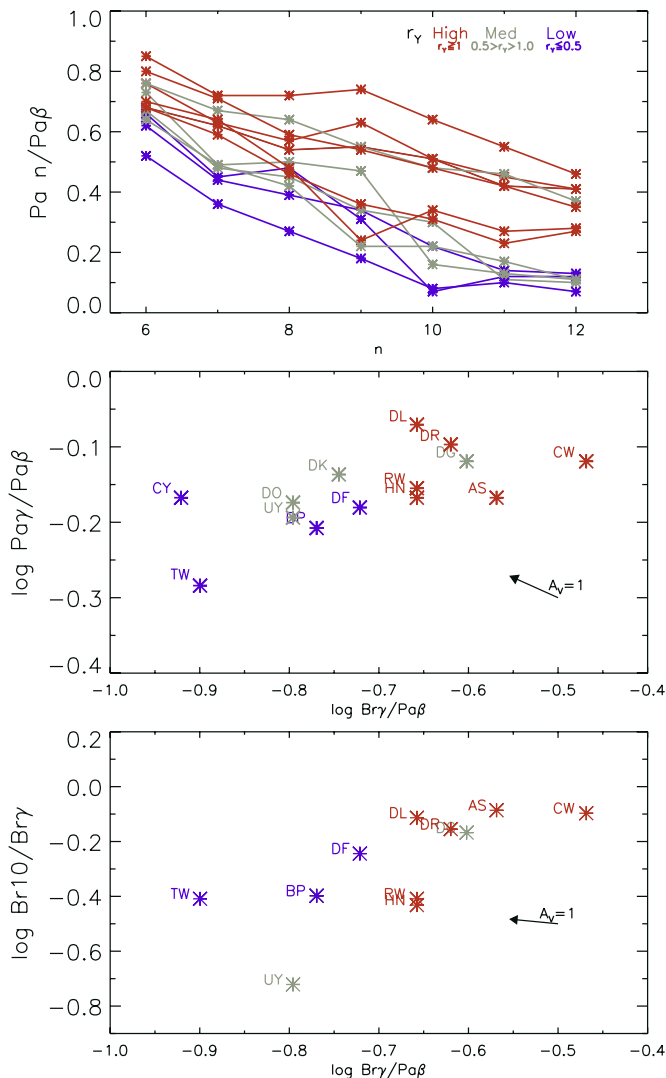 r_Y High Med Low
r_Y≧1 0.5>r_Y>1.0 r_Y≦0.5
1.0
0.8
0.6
0.4
0.2
0.0
Pa n/Paβ
6 8 10 12
n
0.0
−0.1
−0.2
−0.3
−0.4
log Paγ/Paβ
DL
DR
DG
CW
DK
RW
HN
AS
CY
DO
UY
BP
DF
TW
A_V=1
−1.0 −0.9 −0.8 −0.7 −0.6 −0.5 −0.4
log Brγ/Paβ
0.2
0.0
−0.2
−0.4
−0.6
−0.8
log Br10/Brγ
DL
DR
AS
CW
DF
TW
BP
RW
HN
UY
A_V=1
−1.0 −0.9 −0.8 −0.7 −0.6 −0.5 −0.4
log Brγ/Paβ